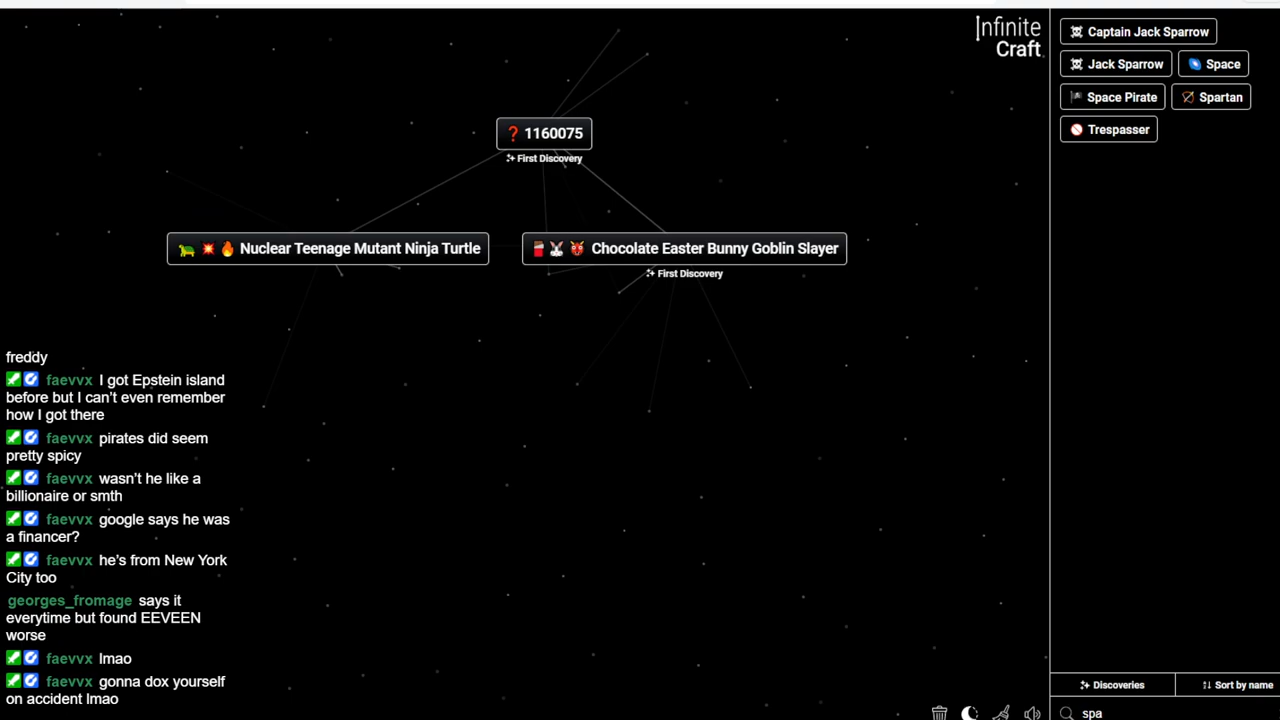 Infinite
Craft
Captain Jack Sparrow
Jack Sparrow
Space
Space Pirate
Spartan
Trespasser
1160075
First Discovery
Nuclear Teenage Mutant Ninja Turtle
Chocolate Easter Bunny Goblin Slayer
First Discovery
freddy
faevvx I got Epstein island
before but I can't even remember
how I got there
faevvx pirates did seem
pretty spicy
faevvx wasn't he like a
billionaire or smth
faevvx google says he was
a financer?
faevvx he's from New York
City too
georges_fromage says it
everytime but found EEVEEN
worse
faevvx lmao
faevvx gonna dox yourself
on accident lmao
Discoveries
Sort by name
spa